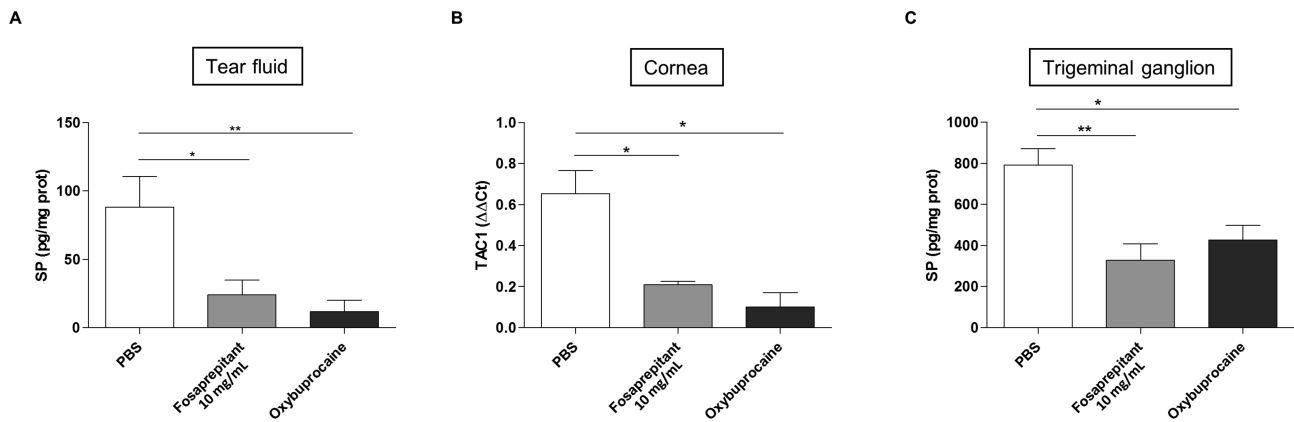 A
Tear fluid
SP (pg/mg prot)
150
100
50
0
**
*
PBS
Fosaprepitant
10 mg/mL
Oxybuprocaine
B
Cornea
TAC1 (ΔΔCt)
1.0
0.8
0.6
0.4
0.2
0.0
*
*
PBS
Fosaprepitant
10 mg/mL
Oxybuprocaine
C
Trigeminal ganglion
SP (pg/mg prot)
1000
800
600
400
200
0
*
**
PBS
Fosaprepitant
10 mg/mL
Oxybuprocaine